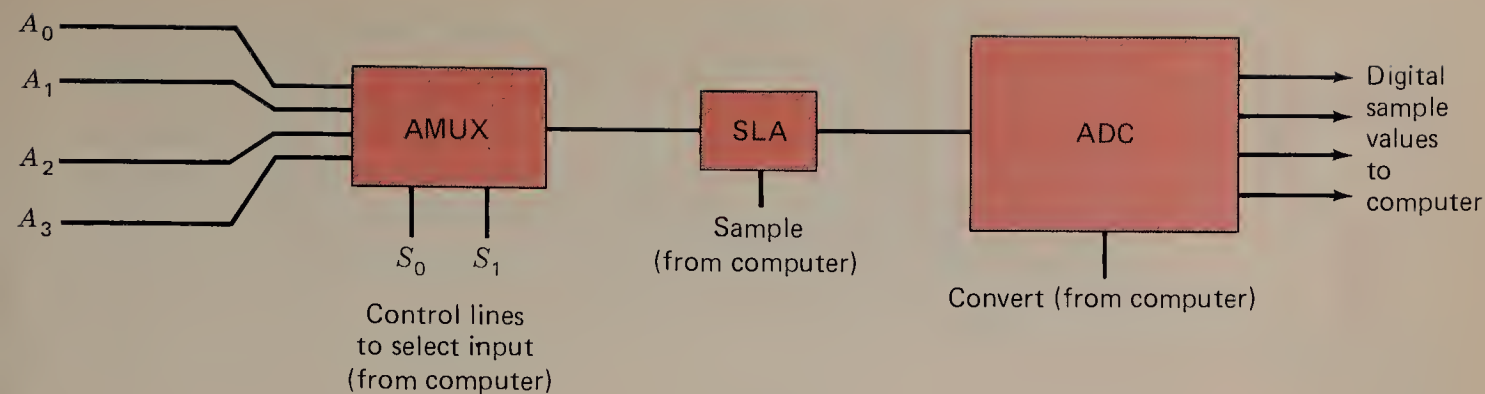 A₀
A₁
A₂
A₃
AMUX
S₀ S₁
Control lines
to select input
(from computer)
SLA
Sample
(from computer)
ADC
Convert (from computer)
Digital
sample
values
to
computer